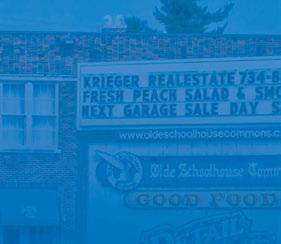 KRIEGER REALESTATE 734-8
FRESH PEACH SALAD & SMO
NEXT GARAGE SALE DAY S
www.oldeschoolhousecommons.c
Olde Schoolhouse Comm
GOOD FOOD
RETAIL